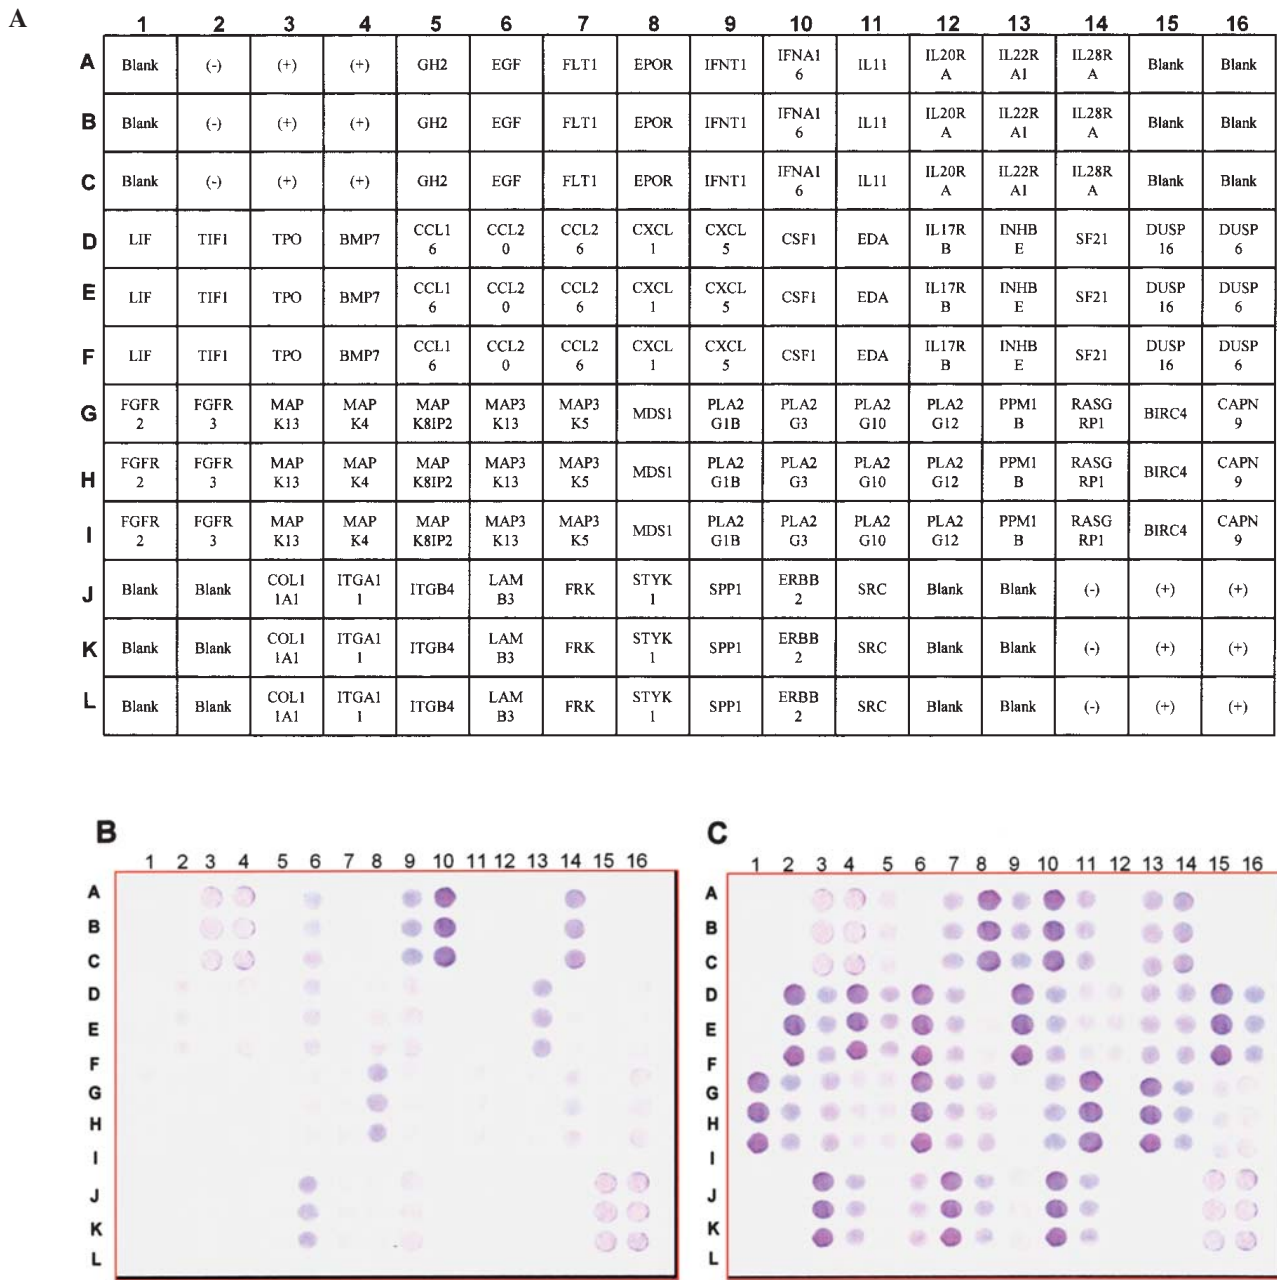 A
1 2 3 4 5 6 7 8 9 10 11 12 13 14 15 16
A Blank (-) (+) (+) GH2 EGF FLT1 EPOR IFNT1 IFNA1 6 IL11 IL20R A IL22R A1 IL28R A Blank Blank
B Blank (-) (+) (+) GH2 EGF FLT1 EPOR IFNT1 IFNA1 6 IL11 IL20R A IL22R A1 IL28R A Blank Blank
C Blank (-) (+) (+) GH2 EGF FLT1 EPOR IFNT1 IFNA1 6 IL11 IL20R A IL22R A1 IL28R A Blank Blank
D LIF TIF1 TPO BMP7 CCL1 6 CCL2 0 CCL2 6 CXCL 1 CXCL 5 CSF1 EDA IL17R B INHB E SF21 DUSP 16 DUSP 6
E LIF TIF1 TPO BMP7 CCL1 6 CCL2 0 CCL2 6 CXCL 1 CXCL 5 CSF1 EDA IL17R B INHB E SF21 DUSP 16 DUSP 6
F LIF TIF1 TPO BMP7 CCL1 6 CCL2 0 CCL2 6 CXCL 1 CXCL 5 CSF1 EDA IL17R B INHB E SF21 DUSP 16 DUSP 6
G FGFR 2 FGFR 3 MAP K13 MAP K4 MAP K8IP2 MAP3 K13 MAP3 K5 MDS1 PLA2 G1B PLA2 G3 PLA2 G10 PLA2 G12 PPM1 B RASG RP1 BIRC4 CAPN 9
H FGFR 2 FGFR 3 MAP K13 MAP K4 MAP K8IP2 MAP3 K13 MAP3 K5 MDS1 PLA2 G1B PLA2 G3 PLA2 G10 PLA2 G12 PPM1 B RASG RP1 BIRC4 CAPN 9
I FGFR 2 FGFR 3 MAP K13 MAP K4 MAP K8IP2 MAP3 K13 MAP3 K5 MDS1 PLA2 G1B PLA2 G3 PLA2 G10 PLA2 G12 PPM1 B RASG RP1 BIRC4 CAPN 9
J Blank Blank COL1 1A1 ITGA1 1 ITGB4 LAM B3 FRK STYK 1 SPP1 ERBB 2 SRC Blank Blank (-) (+) (+)
K Blank Blank COL1 1A1 ITGA1 1 ITGB4 LAM B3 FRK STYK 1 SPP1 ERBB 2 SRC Blank Blank (-) (+) (+)
L Blank Blank COL1 1A1 ITGA1 1 ITGB4 LAM B3 FRK STYK 1 SPP1 ERBB 2 SRC Blank Blank (-) (+) (+)
B
1 2 3 4 5 6 7 8 9 10 11 12 13 14 15 16
A
B
C
D
E
F
G
H
I
J
K
L
C
1 2 3 4 5 6 7 8 9 10 11 12 13 14 15 16
A
B
C
D
E
F
G
H
I
J
K
L